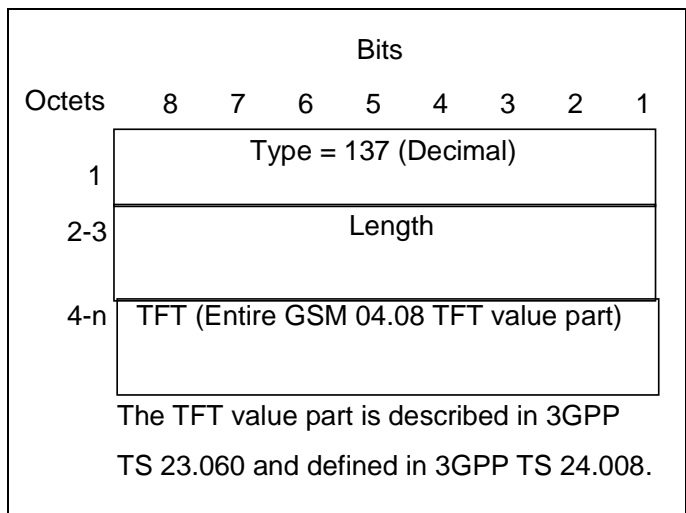 Bits
Octets 8 7 6 5 4 3 2 1
Type = 137 (Decimal)
1
2-3 Length
4-n TFT (Entire GSM 04.08 TFT value part)
The TFT value part is described in 3GPP
TS 23.060 and defined in 3GPP TS 24.008.